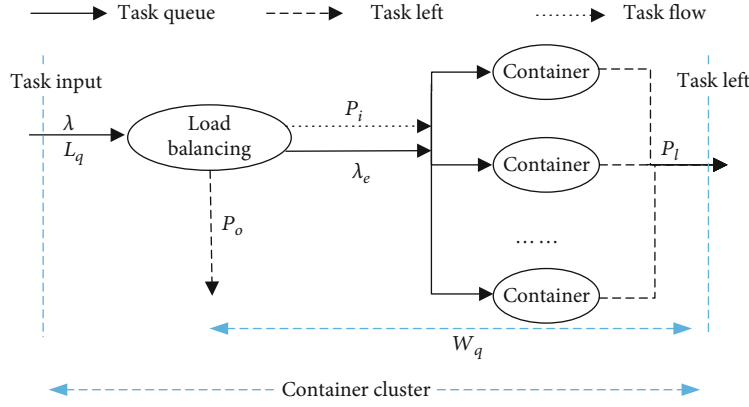 Task queue
Task left
Task flow
Task input
Task left
λ
L_q
Load
balancing
P_i
λ_e
P_o
Container
Container
P_l
... ...
Container
W_q
Container cluster